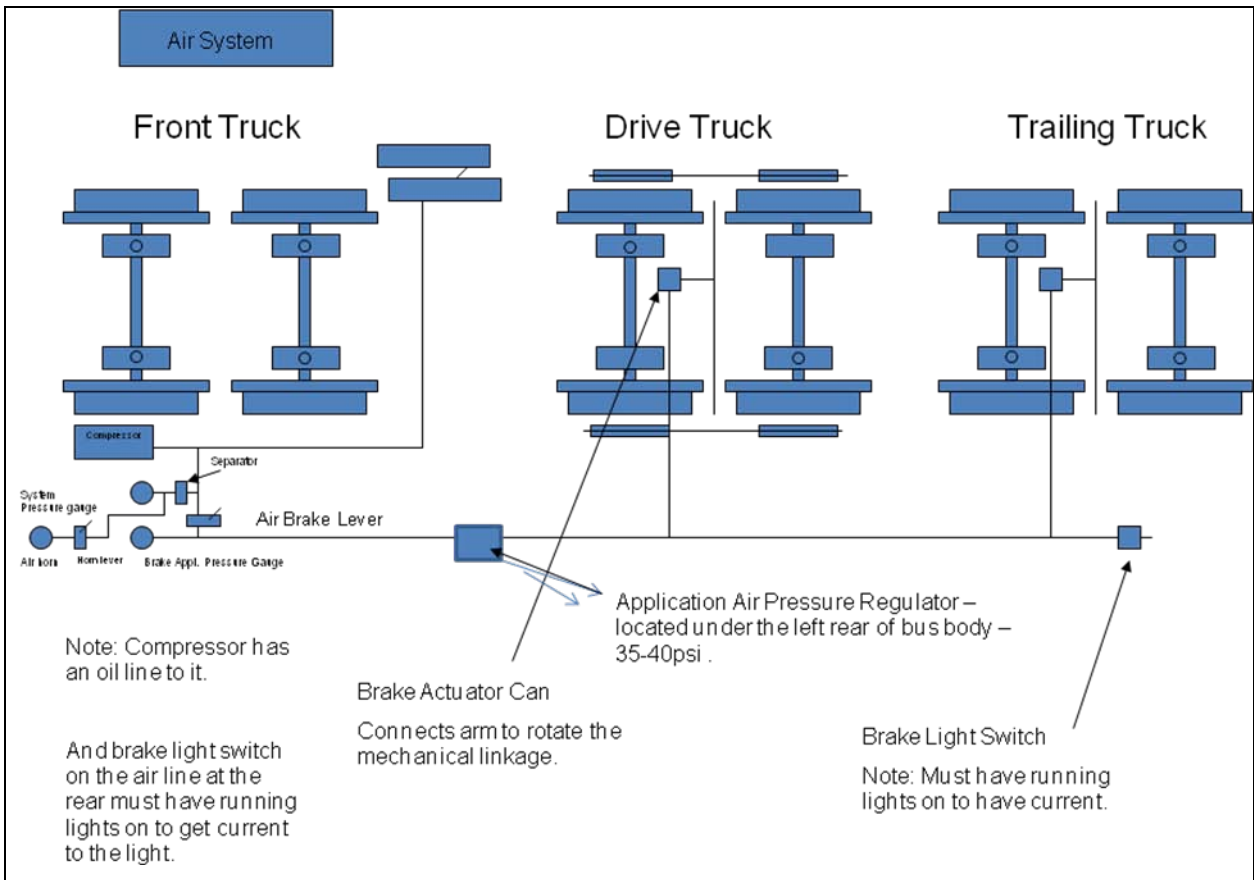 Air System
Front Truck
Drive Truck
Trailing Truck
Compressor
Separator
System
Pressure gauge
Air Brake Lever
Air horn
Horn lever
Brake Appl. Pressure Gauge
Application Air Pressure Regulator –
located under the left rear of bus body –
35-40psi .
Note: Compressor has
an oil line to it.
And brake light switch
on the air line at the
rear must have running
lights on to get current
to the light.
Brake Actuator Can
Connects arm to rotate the
mechanical linkage.
Brake Light Switch
Note: Must have running
lights on to have current.